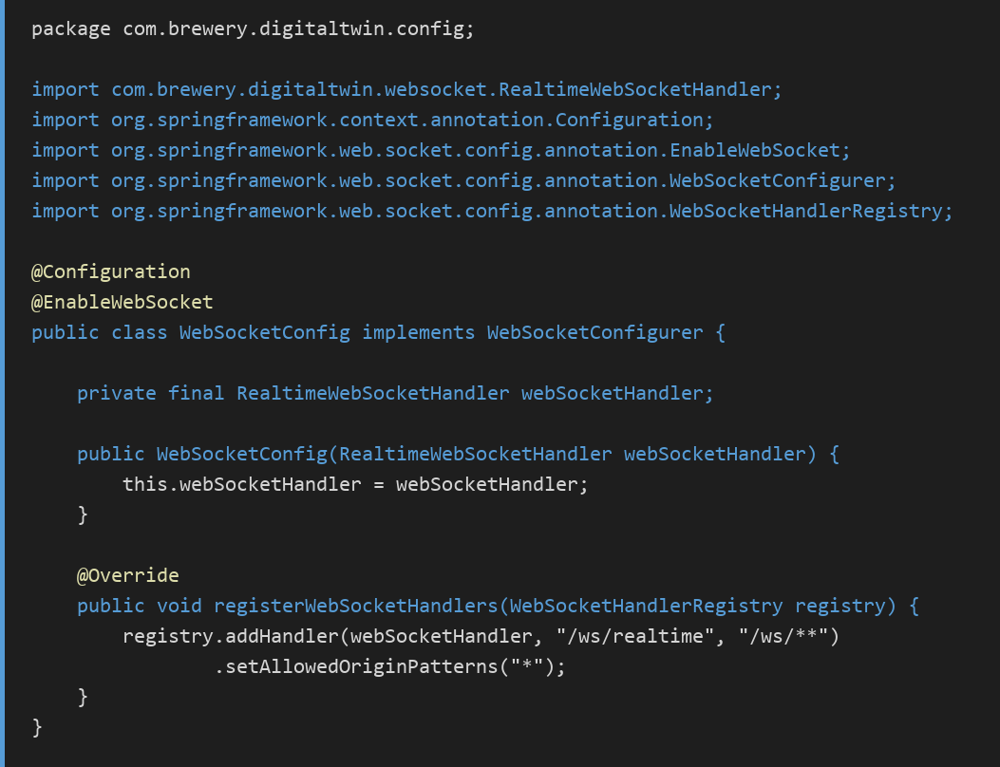 package com.brewery.digitaltwin.config;

import com.brewery.digitaltwin.websocket.RealtimeWebSocketHandler;
import org.springframework.context.annotation.Configuration;
import org.springframework.web.socket.config.annotation.EnableWebSocket;
import org.springframework.web.socket.config.annotation.WebSocketConfigurer;
import org.springframework.web.socket.config.annotation.WebSocketHandlerRegistry;

@Configuration
@EnableWebSocket
public class WebSocketConfig implements WebSocketConfigurer {

    private final RealtimeWebSocketHandler webSocketHandler;

    public WebSocketConfig(RealtimeWebSocketHandler webSocketHandler) {
        this.webSocketHandler = webSocketHandler;
    }

    @Override
    public void registerWebSocketHandlers(WebSocketHandlerRegistry registry) {
        registry.addHandler(webSocketHandler, "/ws/realtime", "/ws/**")
                .setAllowedOriginPatterns("*");
    }
}